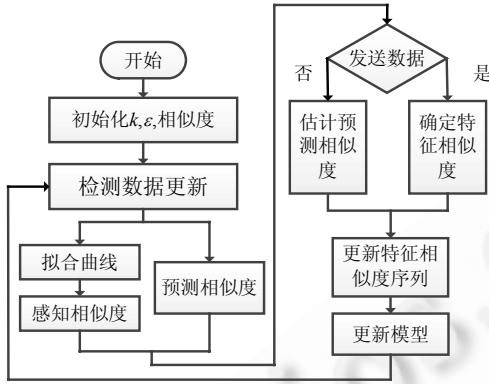 开始
初始化k,ε,相似度
检测数据更新
拟合曲线
感知相似度
预测相似度
发送数据
否
是
估计预
测相似
度
确定特
征相似
度
更新特征相
似度序列
更新模型